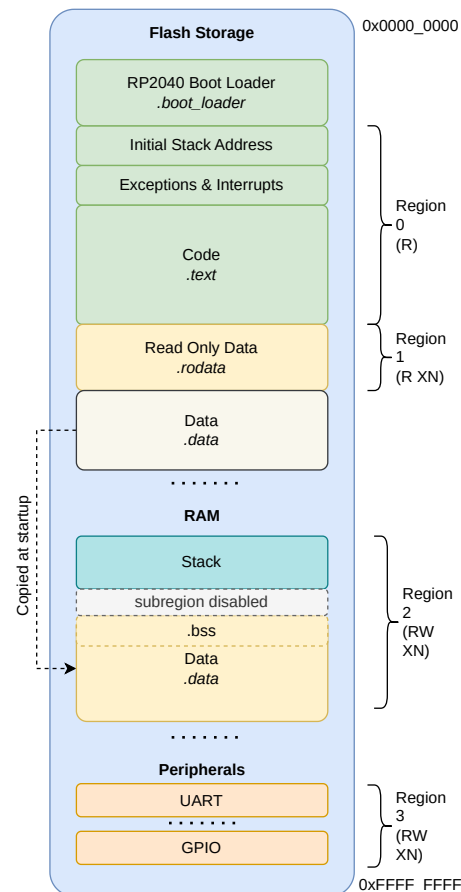 Flash Storage
0x0000_0000
RP2040 Boot Loader
.boot_loader
Initial Stack Address
Exceptions & Interrupts
Code
.text
Region
0
(R)
Read Only Data
.rodata
Region
1
(R XN)
Data
.data
.......
Copied at startup
RAM
Stack
subregion disabled
.bss
Data
.data
Region
2
(RW
XN)
.......
Peripherals
UART
.......
GPIO
Region
3
(RW
XN)
0xFFFF_FFFF